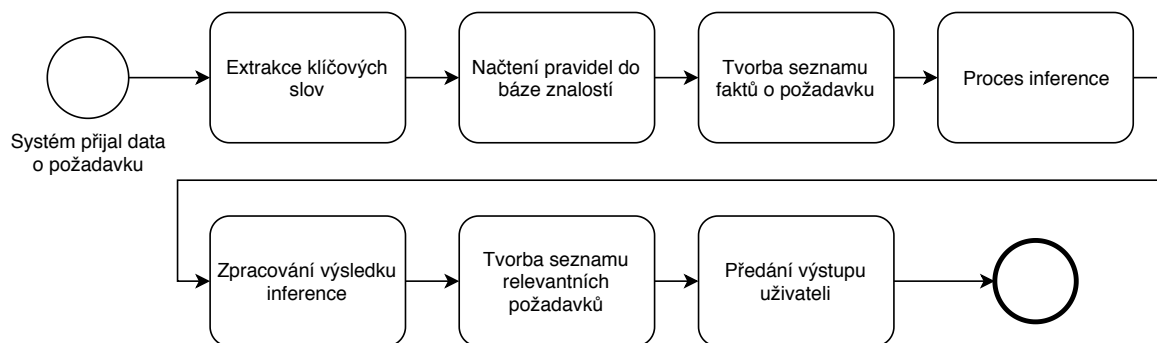 Systém přijal data
o požadavku
Extrakce klíčových
slov
Načtení pravidel do
báze znalostí
Tvorba seznamu
faktů o požadavku
Proces inference
Zpracování výsledku
inference
Tvorba seznamu
relevantních
požadavků
Předání výstupu
uživateli